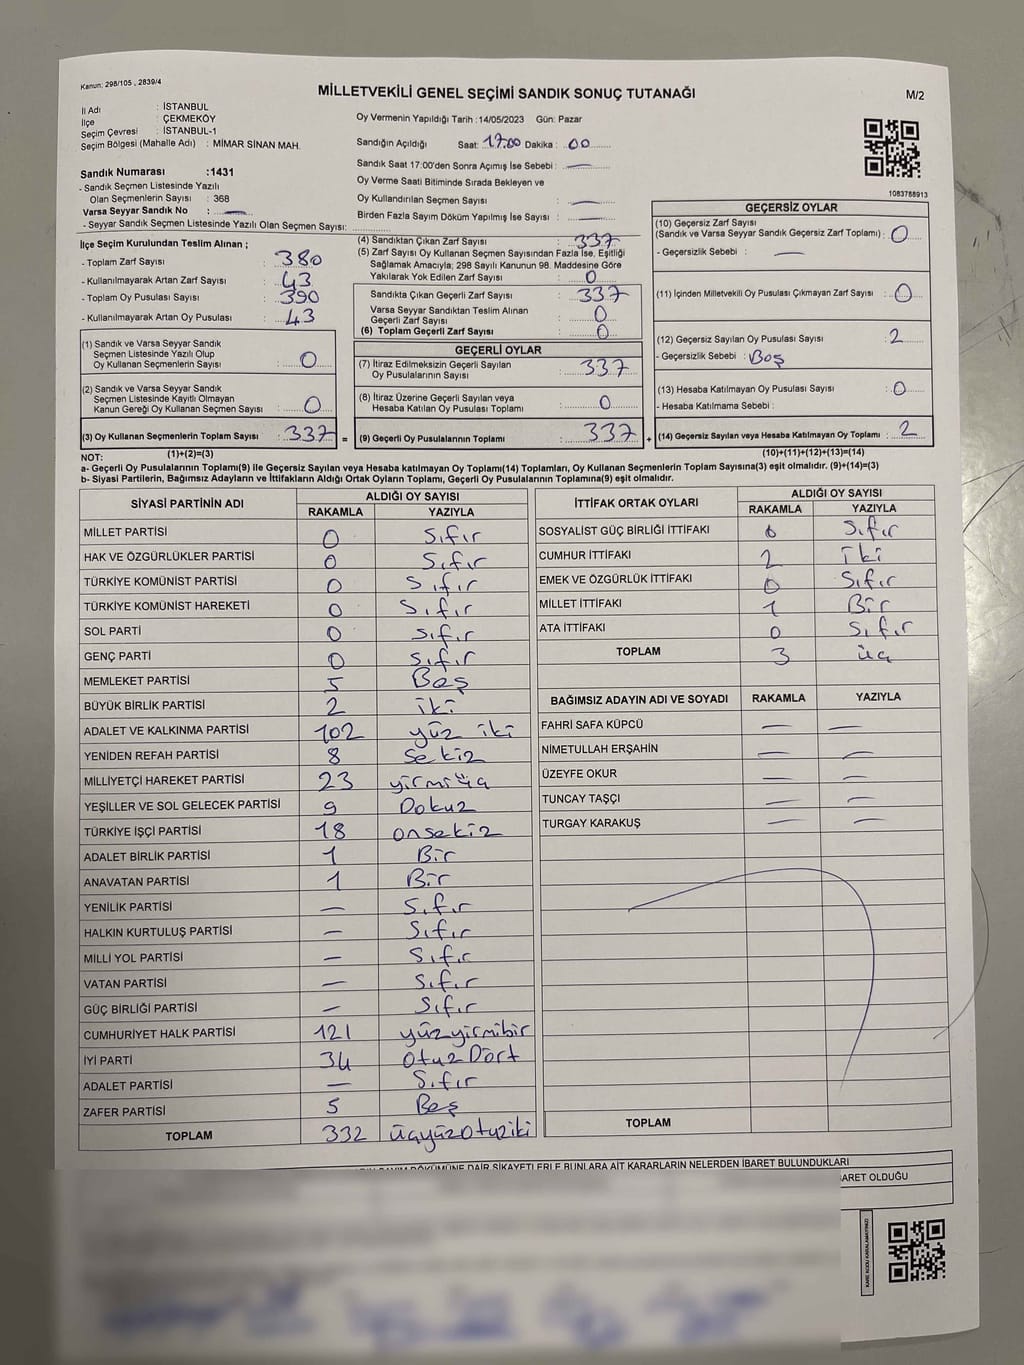 Kanun: 298/105 , 2839/4
MİLLETVEKİLİ GENEL SEÇİMİ SANDIK SONUÇ TUTANAĞI
M/2
İl Adı : İSTANBUL
İlçe : ÇEKMEKÖY
Seçim Çevresi : İSTANBUL-1
Seçim Bölgesi (Mahalle Adı) : MİMAR SİNAN MAH.
Sandık Numarası :1431
- Sandık Seçmen Listesinde Yazılı
Olan Seçmenlerin Sayısı : 368
Varsa Seyyar Sandık No : —
- Seyyar Sandık Seçmen Listesinde Yazılı Olan Seçmen Sayısı:
Oy Vermenin Yapıldığı Tarih :14/05/2023 Gün: Pazar
Sandığın Açıldığı Saat: 17.00 Dakika : 00
Sandık Saat 17:00'den Sonra Açımış İse Sebebi : —
Oy Verme Saati Bitiminde Sırada Bekleyen ve
Oy Kullandırılan Seçmen Sayısı : —
Birden Fazla Sayım Döküm Yapılmış İse Sayısı : —
1083788913
İlçe Seçim Kurulundan Teslim Alınan ;
- Toplam Zarf Sayısı : 380
- Kullanılmayarak Artan Zarf Sayısı : 43
- Toplam Oy Pusulası Sayısı : 390
- Kullanılmayarak Artan Oy Pusulası : 43
(1) Sandık ve Varsa Seyyar Sandık
Seçmen Listesinde Yazılı Olup
Oy Kullanan Seçmenlerin Sayısı : 0
(2) Sandık ve Varsa Seyyar Sandık
Seçmen Listesinde Kayıtlı Olmayan
Kanun Gereği Oy Kullanan Seçmen Sayısı : 0
(3) Oy Kullanan Seçmenlerin Toplam Sayısı : 337 =
(4) Sandıktan Çıkan Zarf Sayısı : 337
(5) Zarf Sayısı Oy Kullanan Seçmen Sayısından Fazla İse, Eşitliği
Sağlamak Amacıyla; 298 Sayılı Kanunun 98. Maddesine Göre
Yakılarak Yok Edilen Zarf Sayısı : 0
Sandıkta Çıkan Geçerli Zarf Sayısı : 337
Varsa Seyyar Sandıktan Teslim Alınan
Geçerli Zarf Sayısı : 0
(6) Toplam Geçerli Zarf Sayısı : 0
GEÇERLİ OYLAR
(7) İtiraz Edilmeksizin Geçerli Sayılan
Oy Pusulalarının Sayısı : 337
(8) İtiraz Üzerine Geçerli Sayılan veya
Hesaba Katılan Oy Pusulası Toplamı : 0
(9) Geçerli Oy Pusulalarının Toplamı : 337 +
GEÇERSİZ OYLAR
(10) Geçersiz Zarf Sayısı
(Sandık ve Varsa Seyyar Sandık Geçersiz Zarf Toplamı) : 0
- Geçersizlik Sebebi : —
(11) İçinden Milletvekili Oy Pusulası Çıkmayan Zarf Sayısı : 0
(12) Geçersiz Sayılan Oy Pusulası Sayısı : 2
- Geçersizlik Sebebi : Boş
(13) Hesaba Katılmayan Oy Pusulası Sayısı : 0
- Hesaba Katılmama Sebebi :
(14) Geçersiz Sayılan veya Hesaba Katılmayan Oy Toplamı : 2
NOT: (1)+(2)=(3) (10)+(11)+(12)+(13)=(14)
a- Geçerli Oy Pusulalarının Toplamı(9) ile Geçersiz Sayılan veya Hesaba katılmayan Oy Toplamı(14) Toplamları, Oy Kullanan Seçmenlerin Toplam Sayısına(3) eşit olmalıdır. (9)+(14)=(3)
b- Siyasi Partilerin, Bağımsız Adayların ve İttifakların Aldığı Ortak Oyların Toplamı, Geçerli Oy Pusulalarının Toplamına(9) eşit olmalıdır.
SİYASİ PARTİNİN ADI ALDIĞI OY SAYISI
RAKAMLA YAZIYLA
MİLLET PARTİSİ 0 Sıfır
HAK VE ÖZGÜRLÜKLER PARTİSİ 0 Sıfır
TÜRKİYE KOMÜNİST PARTİSİ 0 Sıfır
TÜRKİYE KOMÜNİST HAREKETİ 0 Sıfır
SOL PARTİ 0 Sıfır
GENÇ PARTİ 0 Sıfır
MEMLEKET PARTİSİ 5 Beş
BÜYÜK BİRLİK PARTİSİ 2 iki
ADALET VE KALKINMA PARTİSİ 102 yüz iki
YENİDEN REFAH PARTİSİ 8 Sekiz
MİLLİYETÇİ HAREKET PARTİSİ 23 yirmiüç
YEŞİLLER VE SOL GELECEK PARTİSİ 9 Dokuz
TÜRKİYE İŞÇİ PARTİSİ 18 onsekiz
ADALET BİRLİK PARTİSİ 1 Bir
ANAVATAN PARTİSİ 1 Bir
YENİLİK PARTİSİ — Sıfır
HALKIN KURTULUŞ PARTİSİ — Sıfır
MİLLİ YOL PARTİSİ — Sıfır
VATAN PARTİSİ — Sıfır
GÜÇ BİRLİĞİ PARTİSİ — Sıfır
CUMHURİYET HALK PARTİSİ 121 yüzyirmibir
İYİ PARTİ 34 otuz Dört
ADALET PARTİSİ — Sıfır
ZAFER PARTİSİ 5 Beş
TOPLAM 332 üçyüzotuziki
İTTİFAK ORTAK OYLARI ALDIĞI OY SAYISI
RAKAMLA YAZIYLA
SOSYALİST GÜÇ BİRLİĞİ İTTİFAKI 0 Sıfır
CUMHUR İTTİFAKI 2 iki
EMEK VE ÖZGÜRLÜK İTTİFAKI 0 Sıfır
MİLLET İTTİFAKI 1 Bir
ATA İTTİFAKI 0 Sıfır
TOPLAM 3 üç
BAĞIMSIZ ADAYIN ADI VE SOYADI RAKAMLA YAZIYLA
FAHRİ SAFA KÜPCÜ — —
NİMETULLAH ERŞAHİN — —
ÜZEYFE OKUR — —
TUNCAY TAŞÇI — —
TURGAY KARAKUŞ — —
TOPLAM
DÖKÜMÜNE DAİR ŞİKAYETLERLE BUNLARA AİT KARARLARIN NELERDEN İBARET BULUNDUKLARI
OLDUĞU